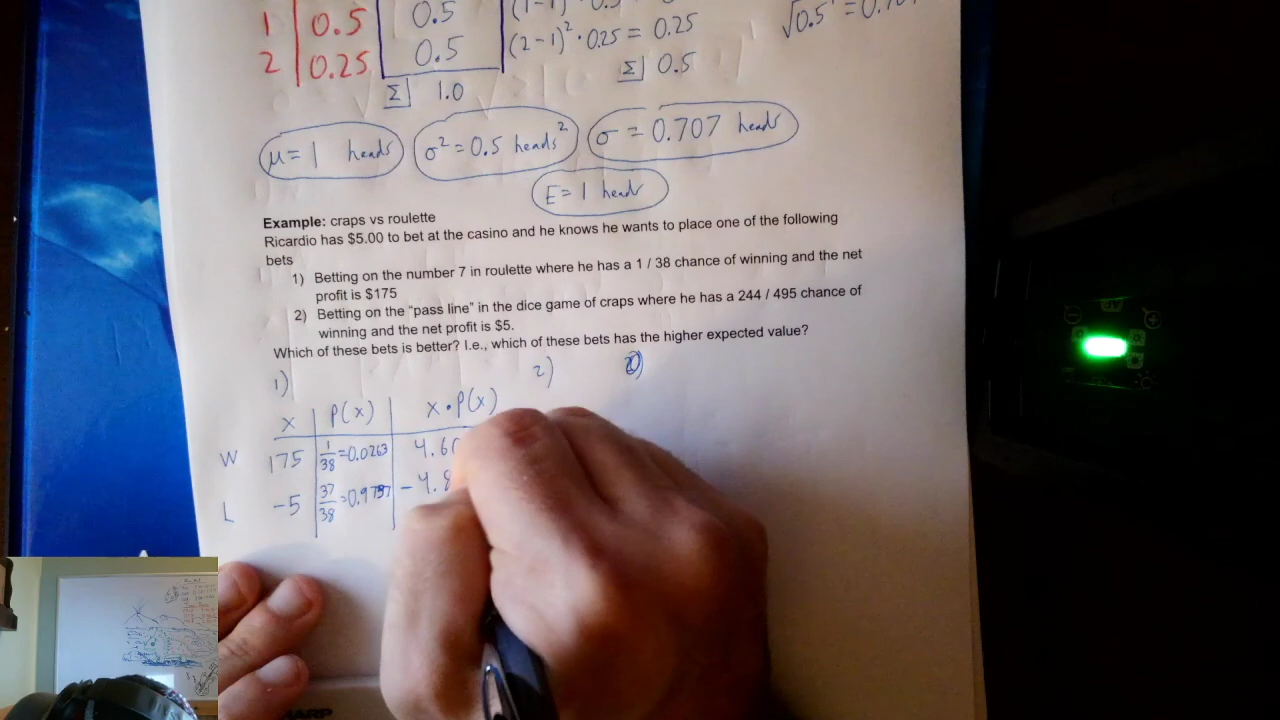 1 0.5 0.5
2 0.25 0.5 (2-1)² · 0.25 = 0.25
Σ 1.0 Σ 0.5
μ = 1 heads σ² = 0.5 heads² σ = 0.707 heads
E = 1 heads
Example: craps vs roulette
Ricardio has $5.00 to bet at the casino and he knows he wants to place one of the following
bets
1) Betting on the number 7 in roulette where he has a 1 / 38 chance of winning and the net
profit is $175
2) Betting on the “pass line” in the dice game of craps where he has a 244 / 495 chance of
winning and the net profit is $5.
Which of these bets is better? I.e., which of these bets has the higher expected value?
1) 2)
x P(x) x · P(x)
W 175 1/38 = 0.0263 4.60
L -5 37/38 = 0.9737 -4.8